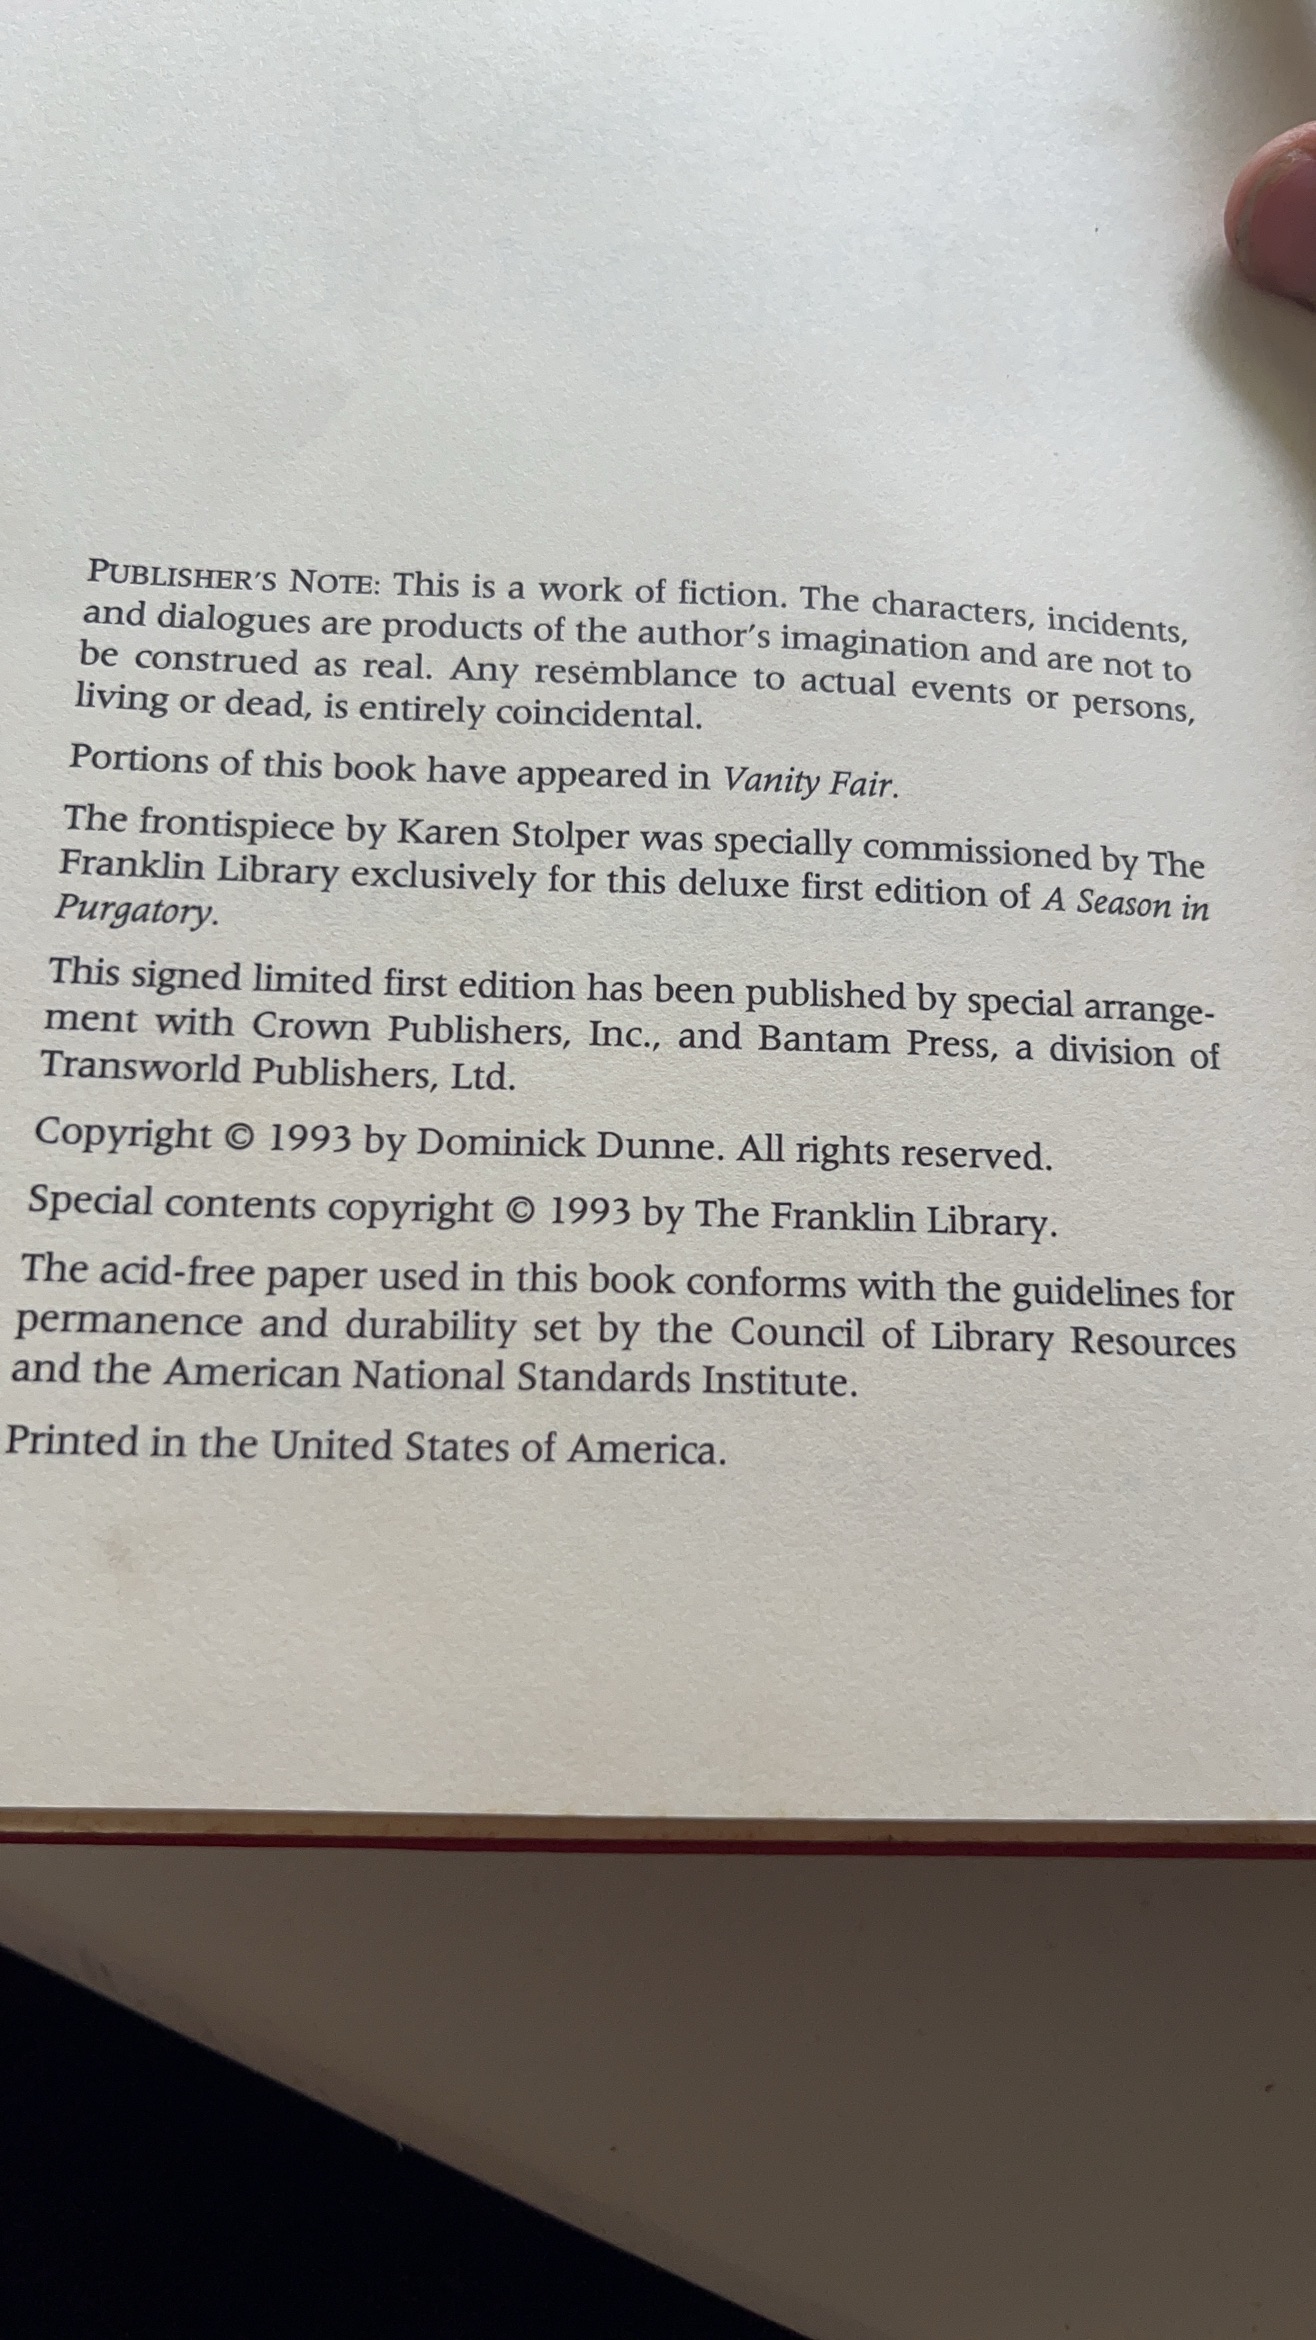 PUBLISHER'S NOTE: This is a work of fiction. The characters, incidents,
and dialogues are products of the author's imagination and are not to
be construed as real. Any resemblance to actual events or persons,
living or dead, is entirely coincidental.
Portions of this book have appeared in Vanity Fair.
The frontispiece by Karen Stolper was specially commissioned by The
Franklin Library exclusively for this deluxe first edition of A Season in
Purgatory.
This signed limited first edition has been published by special arrange-
ment with Crown Publishers, Inc., and Bantam Press, a division of
Transworld Publishers, Ltd.
Copyright © 1993 by Dominick Dunne. All rights reserved.
Special contents copyright © 1993 by The Franklin Library.
The acid-free paper used in this book conforms with the guidelines for
permanence and durability set by the Council of Library Resources
and the American National Standards Institute.
Printed in the United States of America.